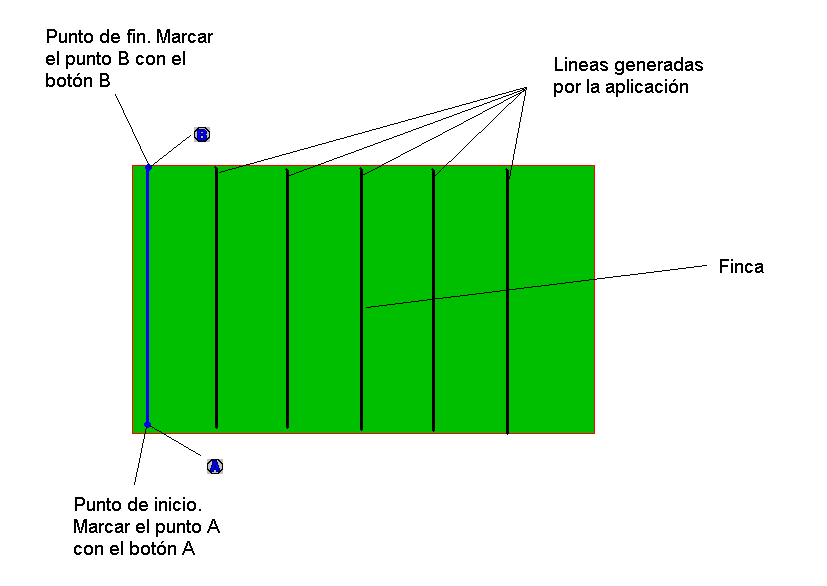 Punto de fin. Marcar
el punto B con el
botón B
Lineas generadas
por la aplicación
B
Finca
A
Punto de inicio.
Marcar el punto A
con el botón A